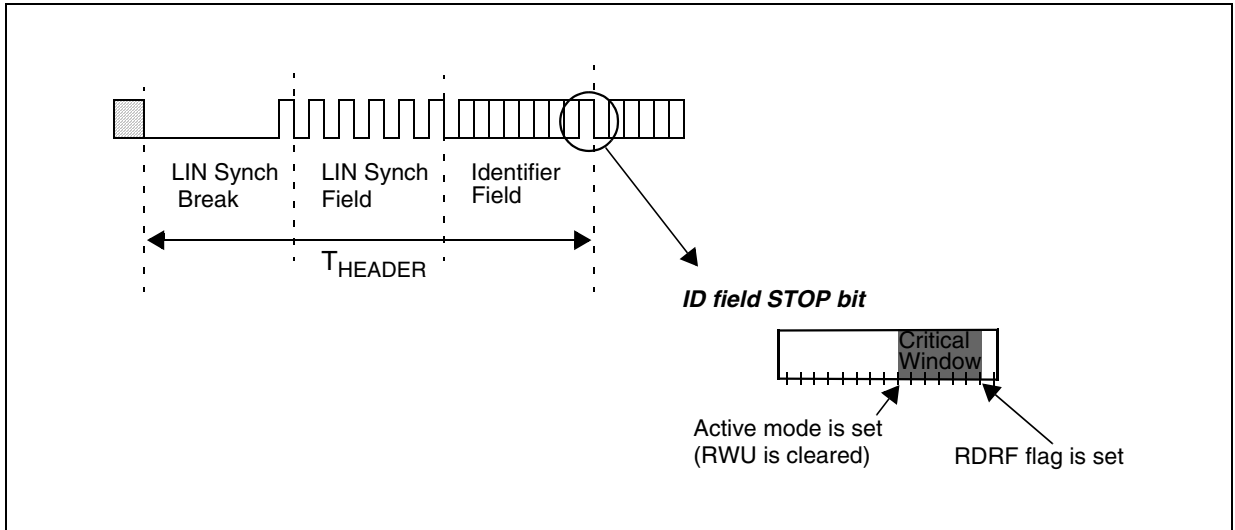 LIN Synch
Break
LIN Synch
Field
Identifier
Field
THEADER
ID field STOP bit
Critical
Window
Active mode is set
(RWU is cleared)
RDRF flag is set